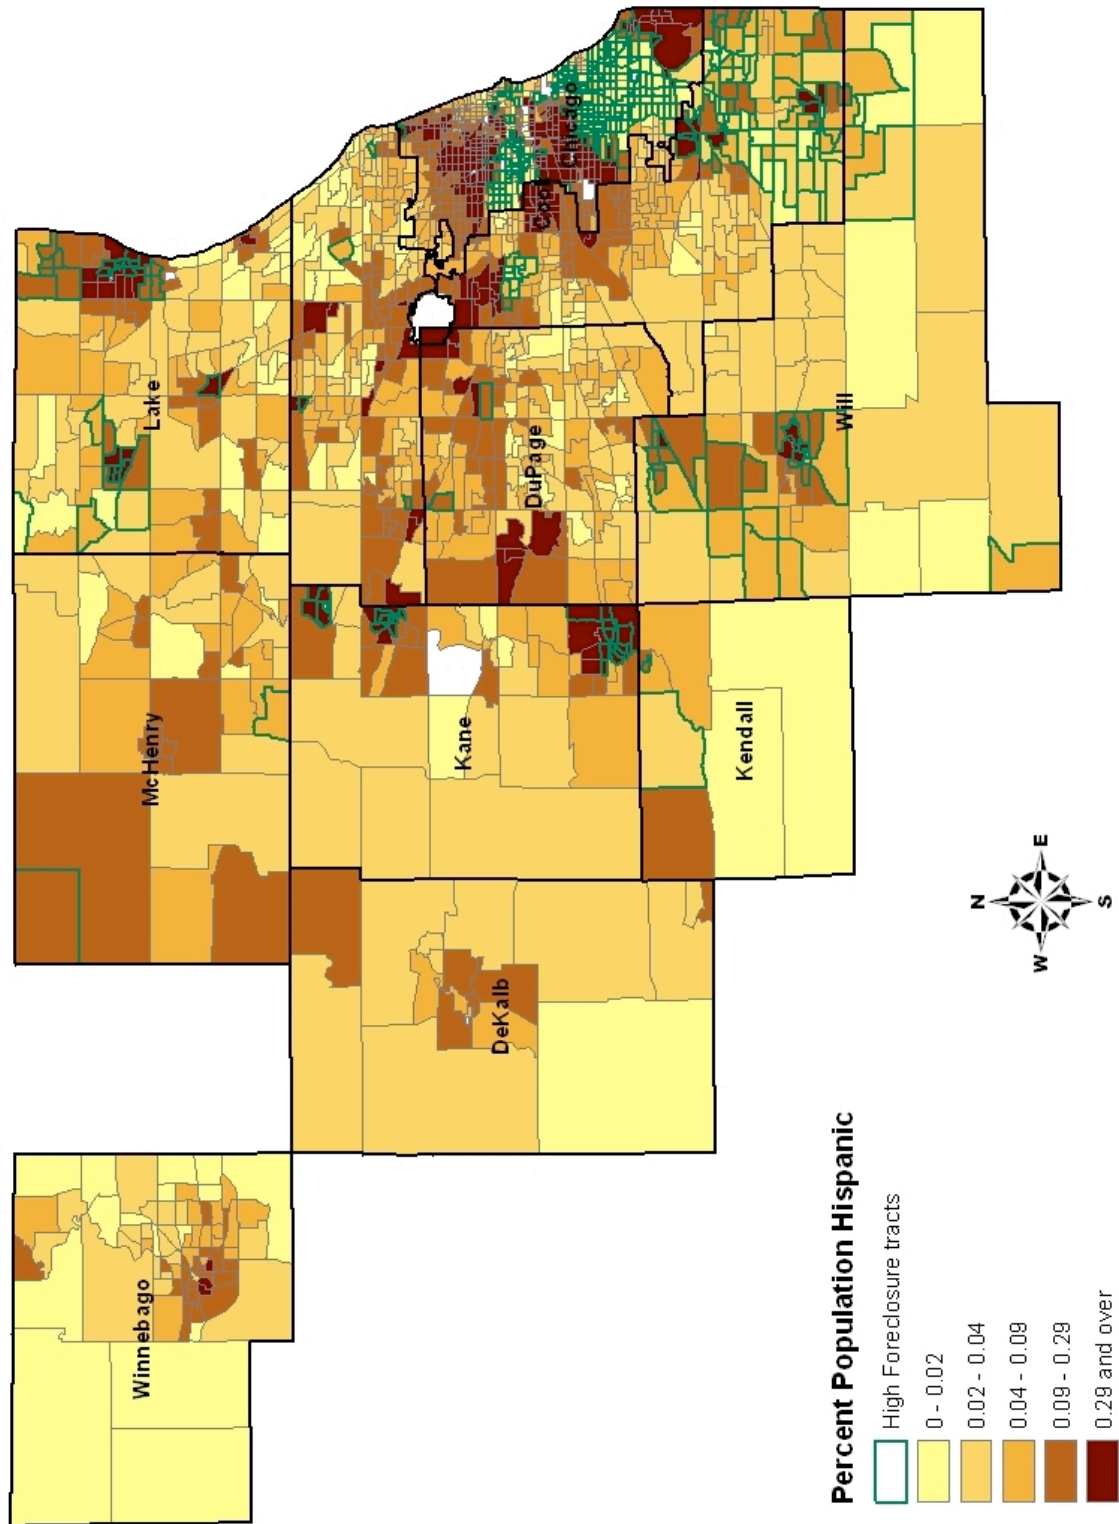 Winnebago
McHenry
Lake
DeKalb
Kane
DuPage
Cook
Chicago
Kendall
Will
N
W
E
S
Percent Population Hispanic
High Foreclosure tracts
0 - 0.02
0.02 - 0.04
0.04 - 0.09
0.09 - 0.29
0.29 and over